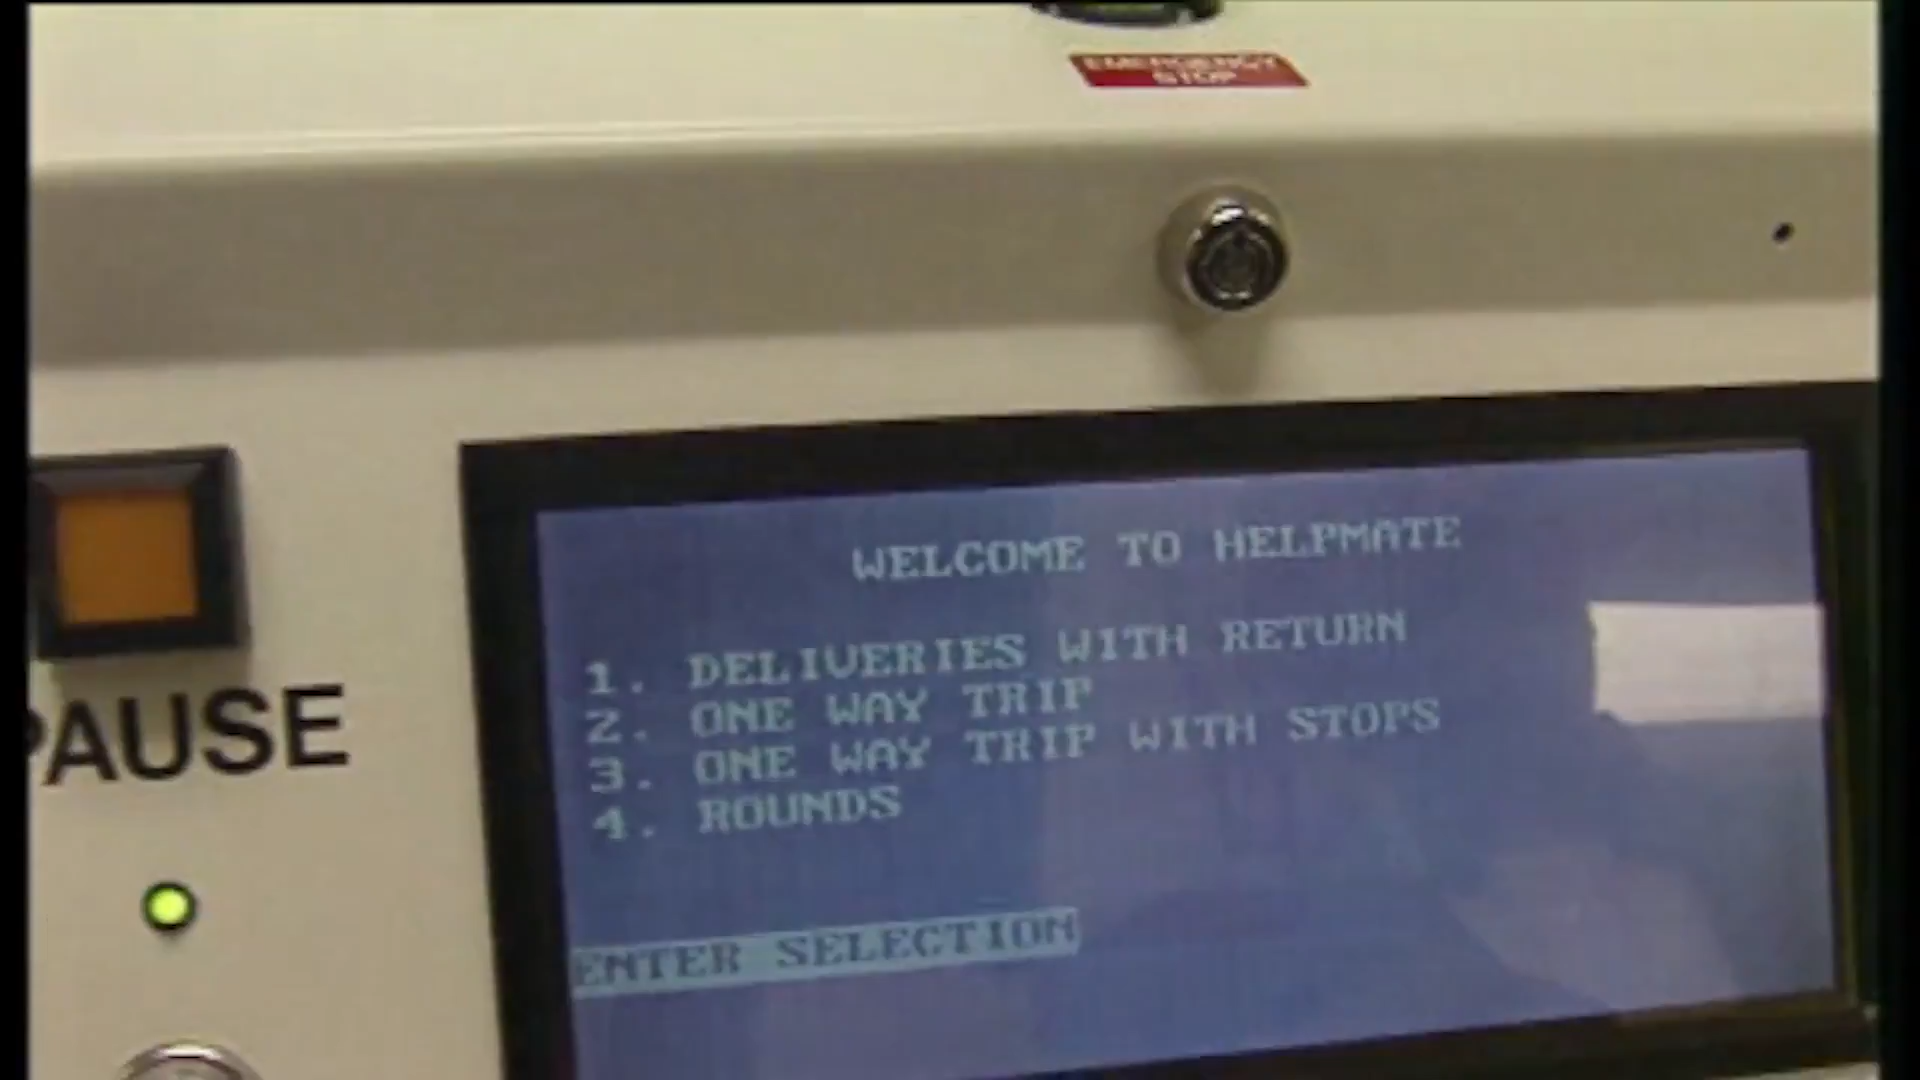 EMERGENCY
STOP
WELCOME TO HELPMATE
1. DELIVERIES WITH RETURN
2. ONE WAY TRIP
3. ONE WAY TRIP WITH STOPS
4. ROUNDS
ENTER SELECTION
PAUSE